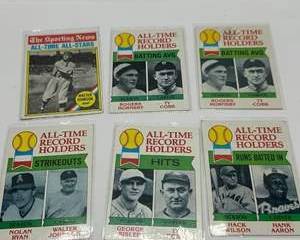 The Sporting News
ALL-TIME ALL-STARS
WALTER
JOHNSON
ALL-TIME
RECORD
HOLDERS
BATTING AVG.
ROGERS
HORNSBY
TY
COBB
ALL-TIME
RECORD
HOLDERS
BATTING AVG.
ROGERS
HORNSBY
TY
COBB
ALL-TIME
RECORD
HOLDERS
STRIKEOUTS
NOLAN
RYAN
WALTER
JOHNSON
ALL-TIME
RECORD
HOLDERS
HITS
GEORGE
SISLER
TY
COBB
ALL-TIME
RECORD
HOLDERS
RUNS BATTED IN
HACK
WILSON
Braves
HANK
AARON